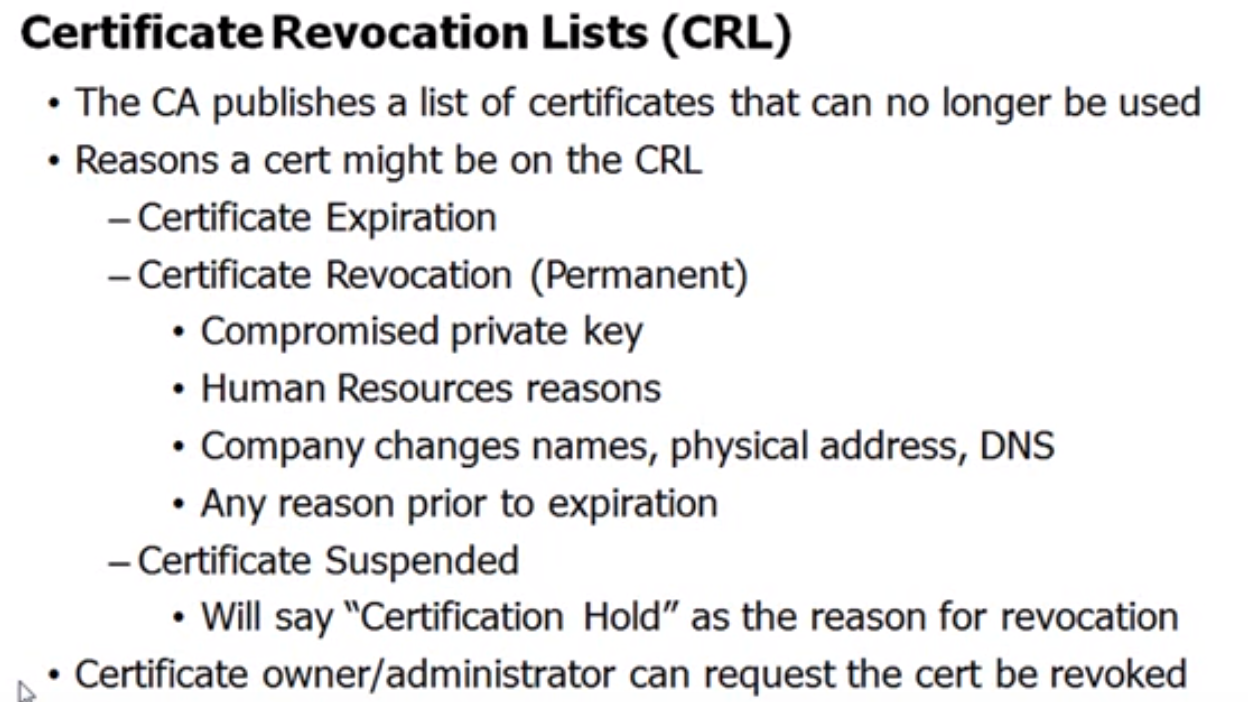 Certificate Revocation Lists (CRL)
• The CA publishes a list of certificates that can no longer be used
• Reasons a cert might be on the CRL
– Certificate Expiration
– Certificate Revocation (Permanent)
• Compromised private key
• Human Resources reasons
• Company changes names, physical address, DNS
• Any reason prior to expiration
– Certificate Suspended
• Will say “Certification Hold” as the reason for revocation
• Certificate owner/administrator can request the cert be revoked